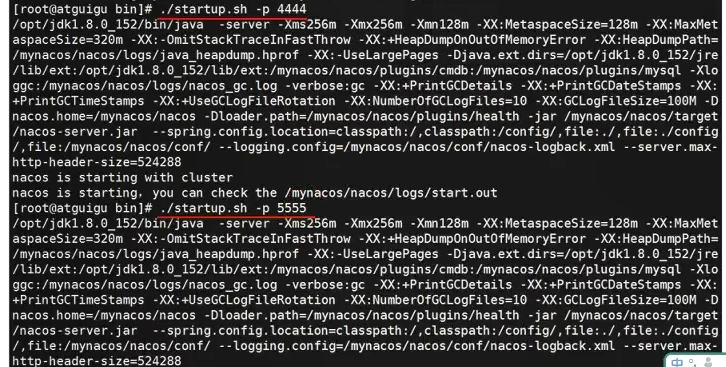 [root@atguigu bin]# ./startup.sh -p 4444
/opt/jdk1.8.0_152/bin/java  -server -Xms256m -Xmx256m -Xmn128m -XX:MetaspaceSize=128m -XX:MaxMet
aspaceSize=320m -XX:-OmitStackTraceInFastThrow -XX:+HeapDumpOnOutOfMemoryError -XX:HeapDumpPath=
/mynacos/nacos/logs/java_heapdump.hprof -XX:-UseLargePages -Djava.ext.dirs=/opt/jdk1.8.0_152/jre
/lib/ext:/opt/jdk1.8.0_152/lib/ext:/mynacos/nacos/plugins/cmdb:/mynacos/nacos/plugins/mysql -Xlo
ggc:/mynacos/nacos/logs/nacos_gc.log -verbose:gc -XX:+PrintGCDetails -XX:+PrintGCDateStamps -XX:
+PrintGCTimeStamps -XX:+UseGCLogFileRotation -XX:NumberOfGCLogFiles=10 -XX:GCLogFileSize=100M -D
nacos.home=/mynacos/nacos -Dloader.path=/mynacos/nacos/plugins/health -jar /mynacos/nacos/target
/nacos-server.jar  --spring.config.location=classpath:/,classpath:/config/,file:./,file:./config
/,file:/mynacos/nacos/conf/ --logging.config=/mynacos/nacos/conf/nacos-logback.xml --server.max-
http-header-size=524288
nacos is starting with cluster
nacos is starting, you can check the /mynacos/nacos/logs/start.out
[root@atguigu bin]# ./startup.sh -p 5555
/opt/jdk1.8.0_152/bin/java  -server -Xms256m -Xmx256m -Xmn128m -XX:MetaspaceSize=128m -XX:MaxMet
aspaceSize=320m -XX:-OmitStackTraceInFastThrow -XX:+HeapDumpOnOutOfMemoryError -XX:HeapDumpPath=
/mynacos/nacos/logs/java_heapdump.hprof -XX:-UseLargePages -Djava.ext.dirs=/opt/jdk1.8.0_152/jre
/lib/ext:/opt/jdk1.8.0_152/lib/ext:/mynacos/nacos/plugins/cmdb:/mynacos/nacos/plugins/mysql -Xlo
ggc:/mynacos/nacos/logs/nacos_gc.log -verbose:gc -XX:+PrintGCDetails -XX:+PrintGCDateStamps -XX:
+PrintGCTimeStamps -XX:+UseGCLogFileRotation -XX:NumberOfGCLogFiles=10 -XX:GCLogFileSize=100M -D
nacos.home=/mynacos/nacos -Dloader.path=/mynacos/nacos/plugins/health -jar /mynacos/nacos/target
/nacos-server.jar  --spring.config.location=classpath:/,classpath:/config/,file:./,file:./config
/,file:/mynacos/nacos/conf/ --logging.config=/mynacos/nacos/conf/nacos-logback.xml --server.max-
http-header-size=524288
中